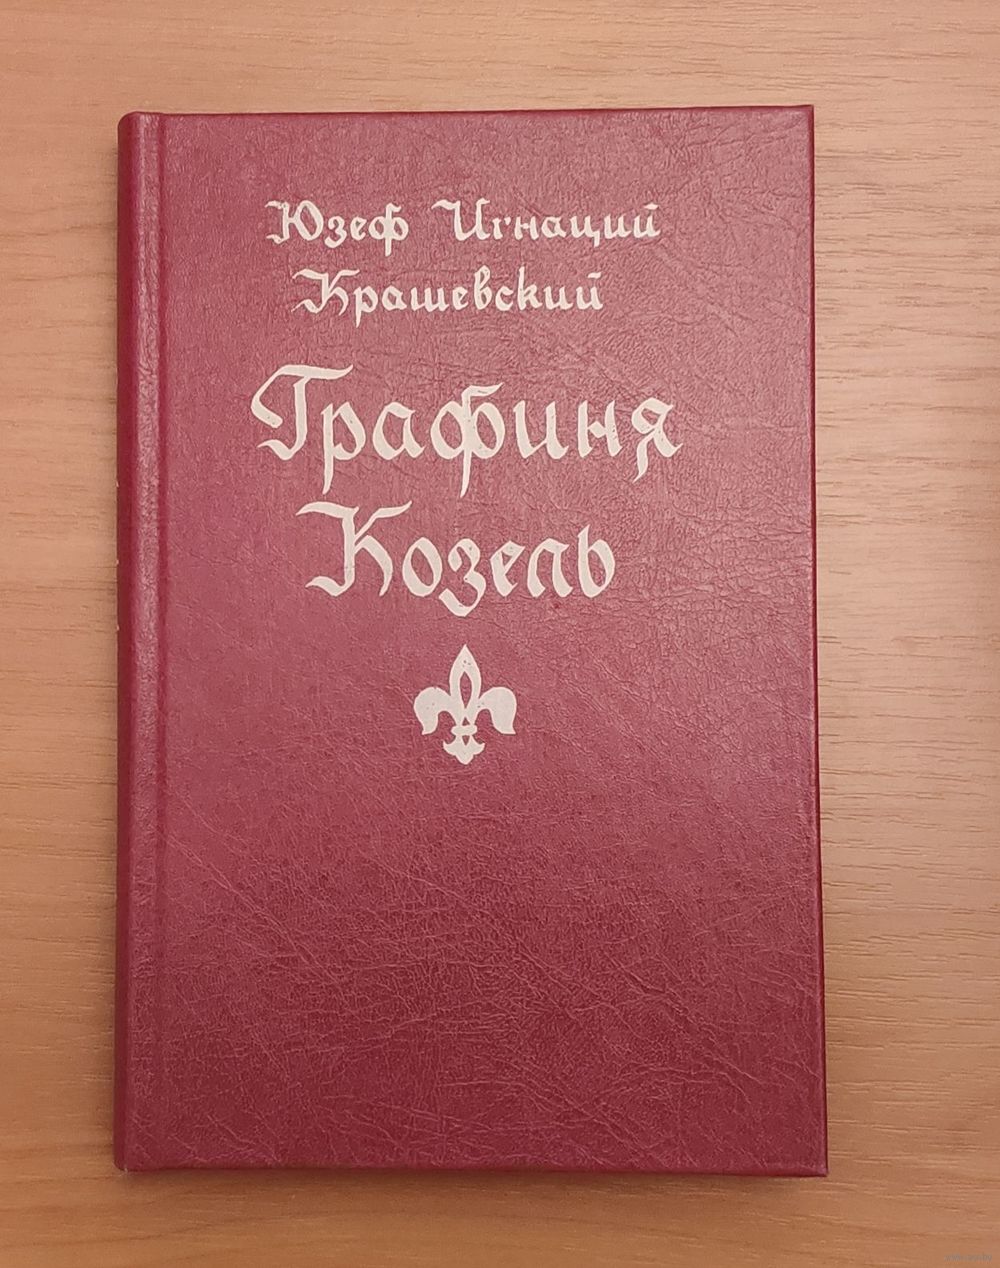 Юзеф Игнаций
Крашевский
Графиня
Козель